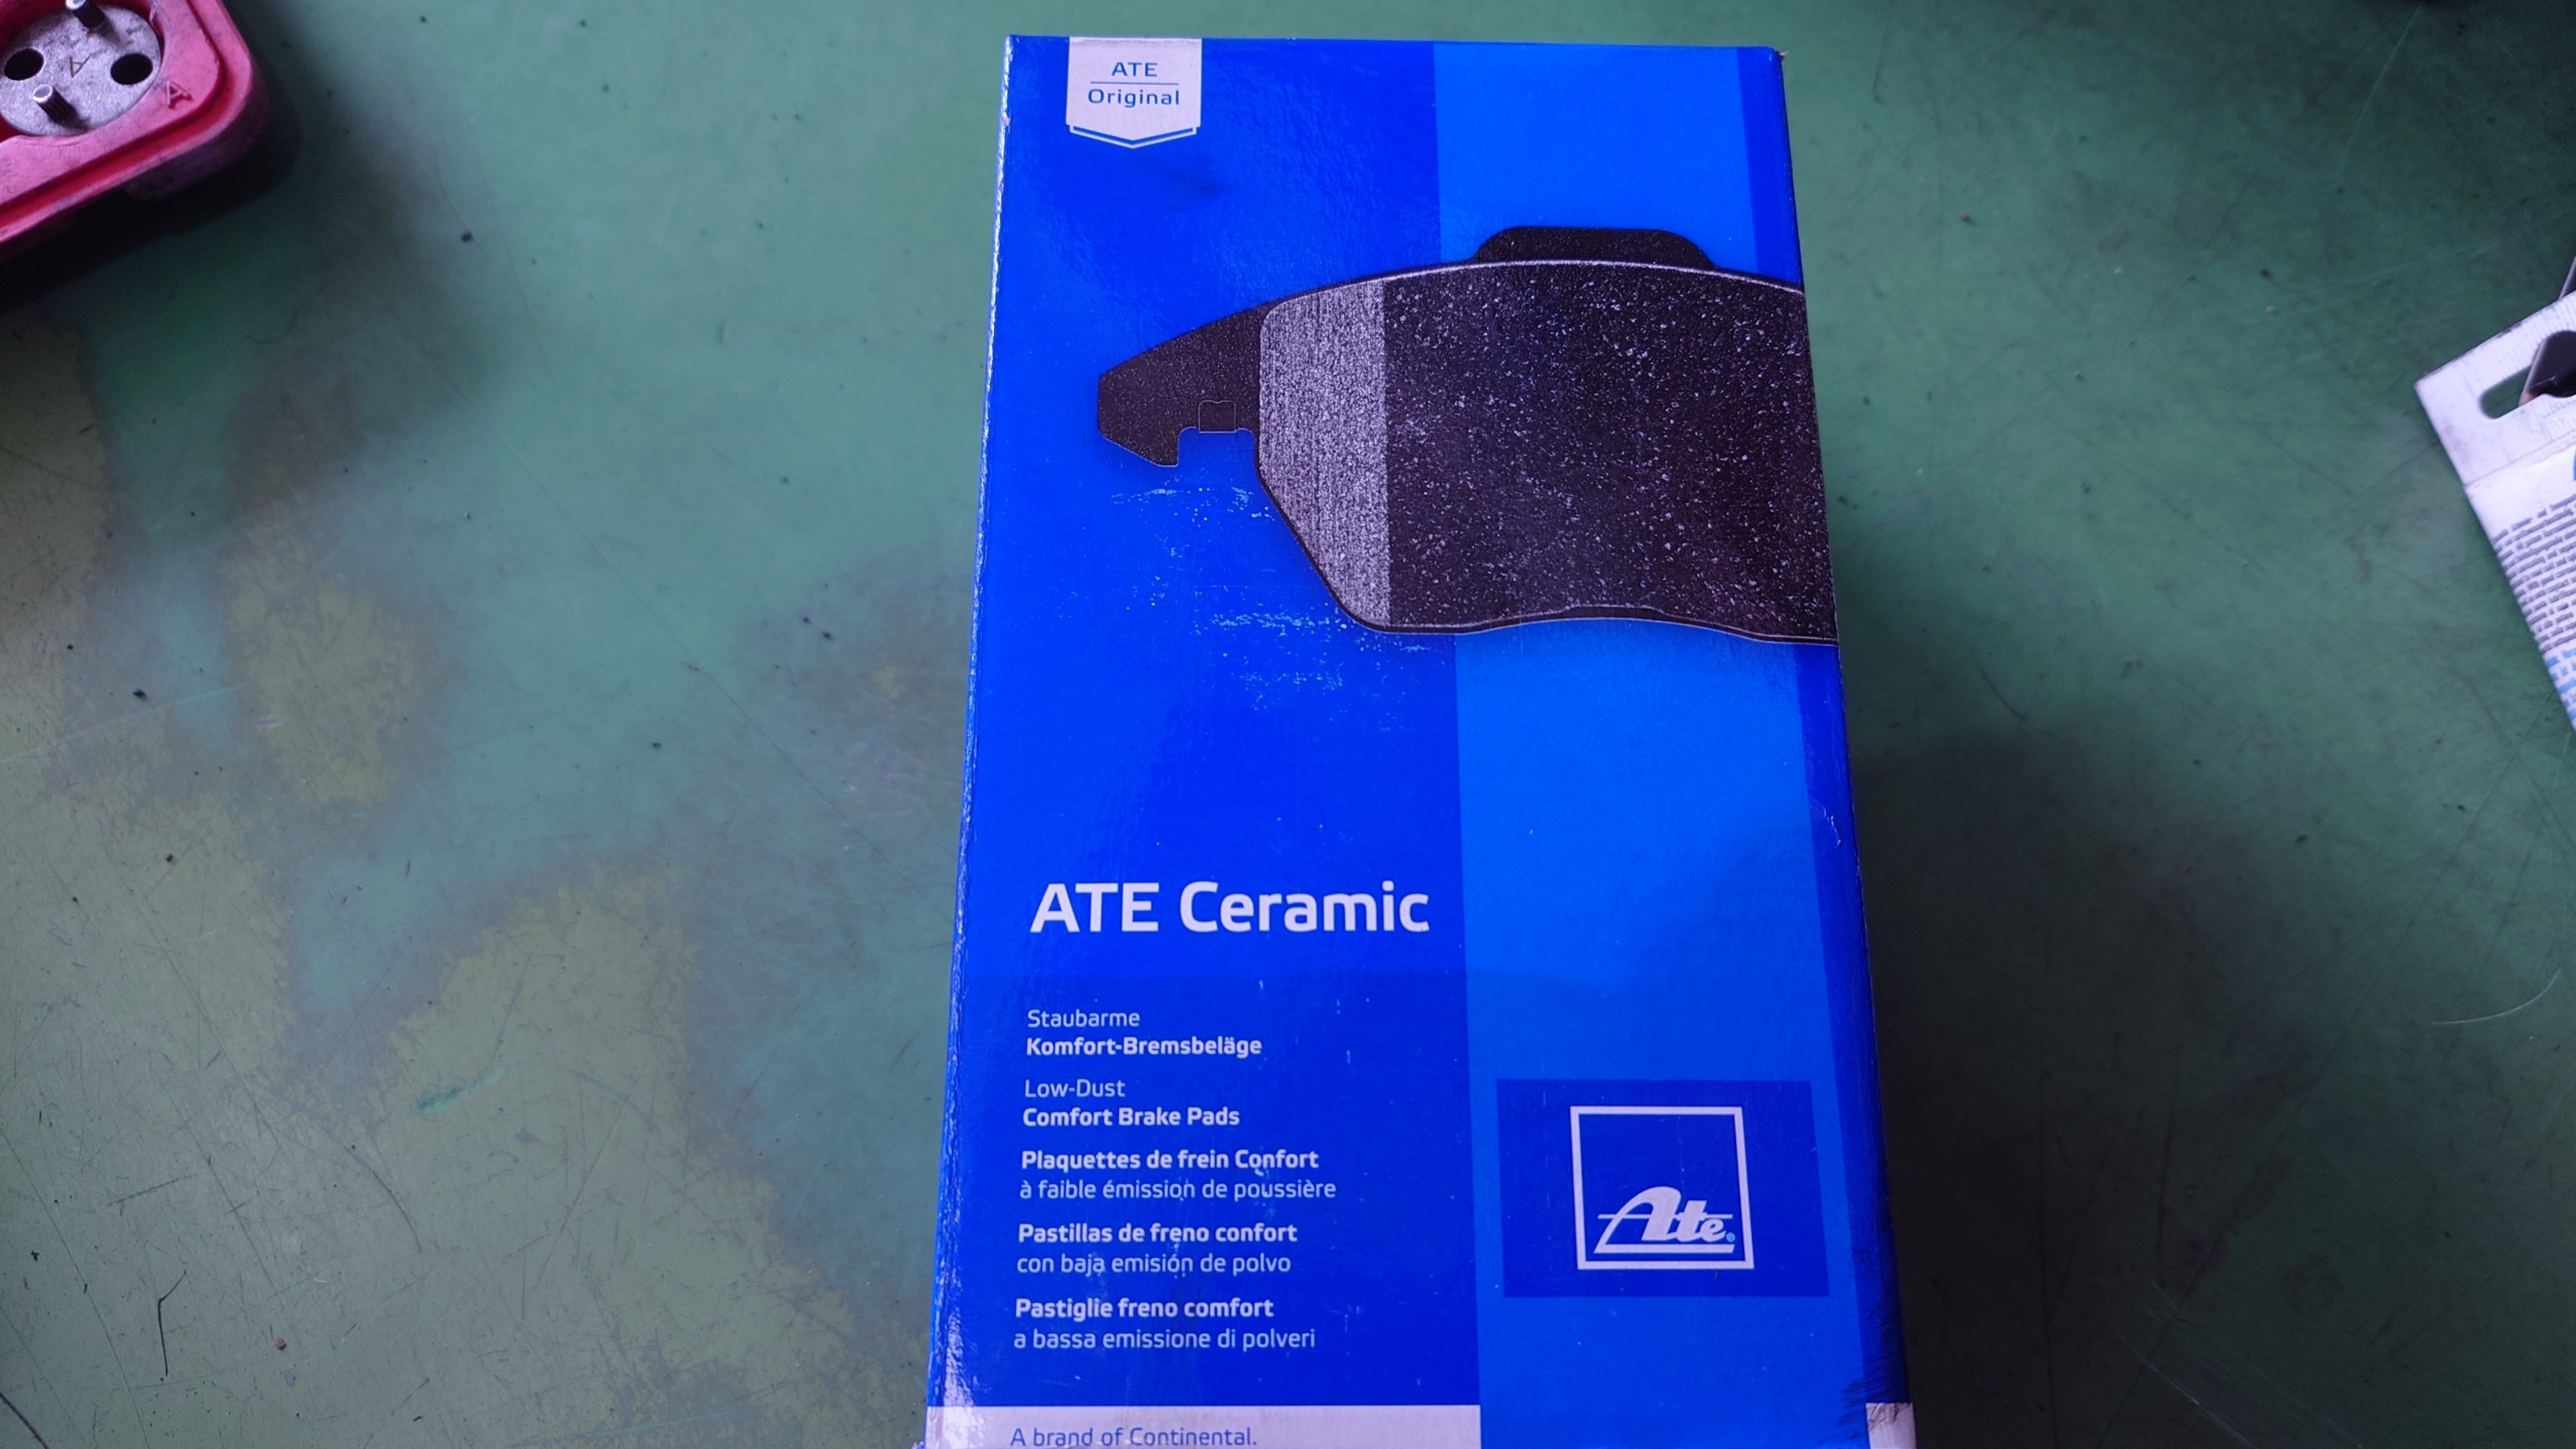 ATE
Original
ATE Ceramic
Staubarme
Komfort-Bremsbeläge
Low-Dust
Comfort Brake Pads
Plaquettes de frein Confort
à faible émission de poussière
Pastillas de freno confort
con baja emisión de polvo
Pastiglie freno comfort
a bassa emissione di polveri
Ate®
A brand of Continental.
A
A